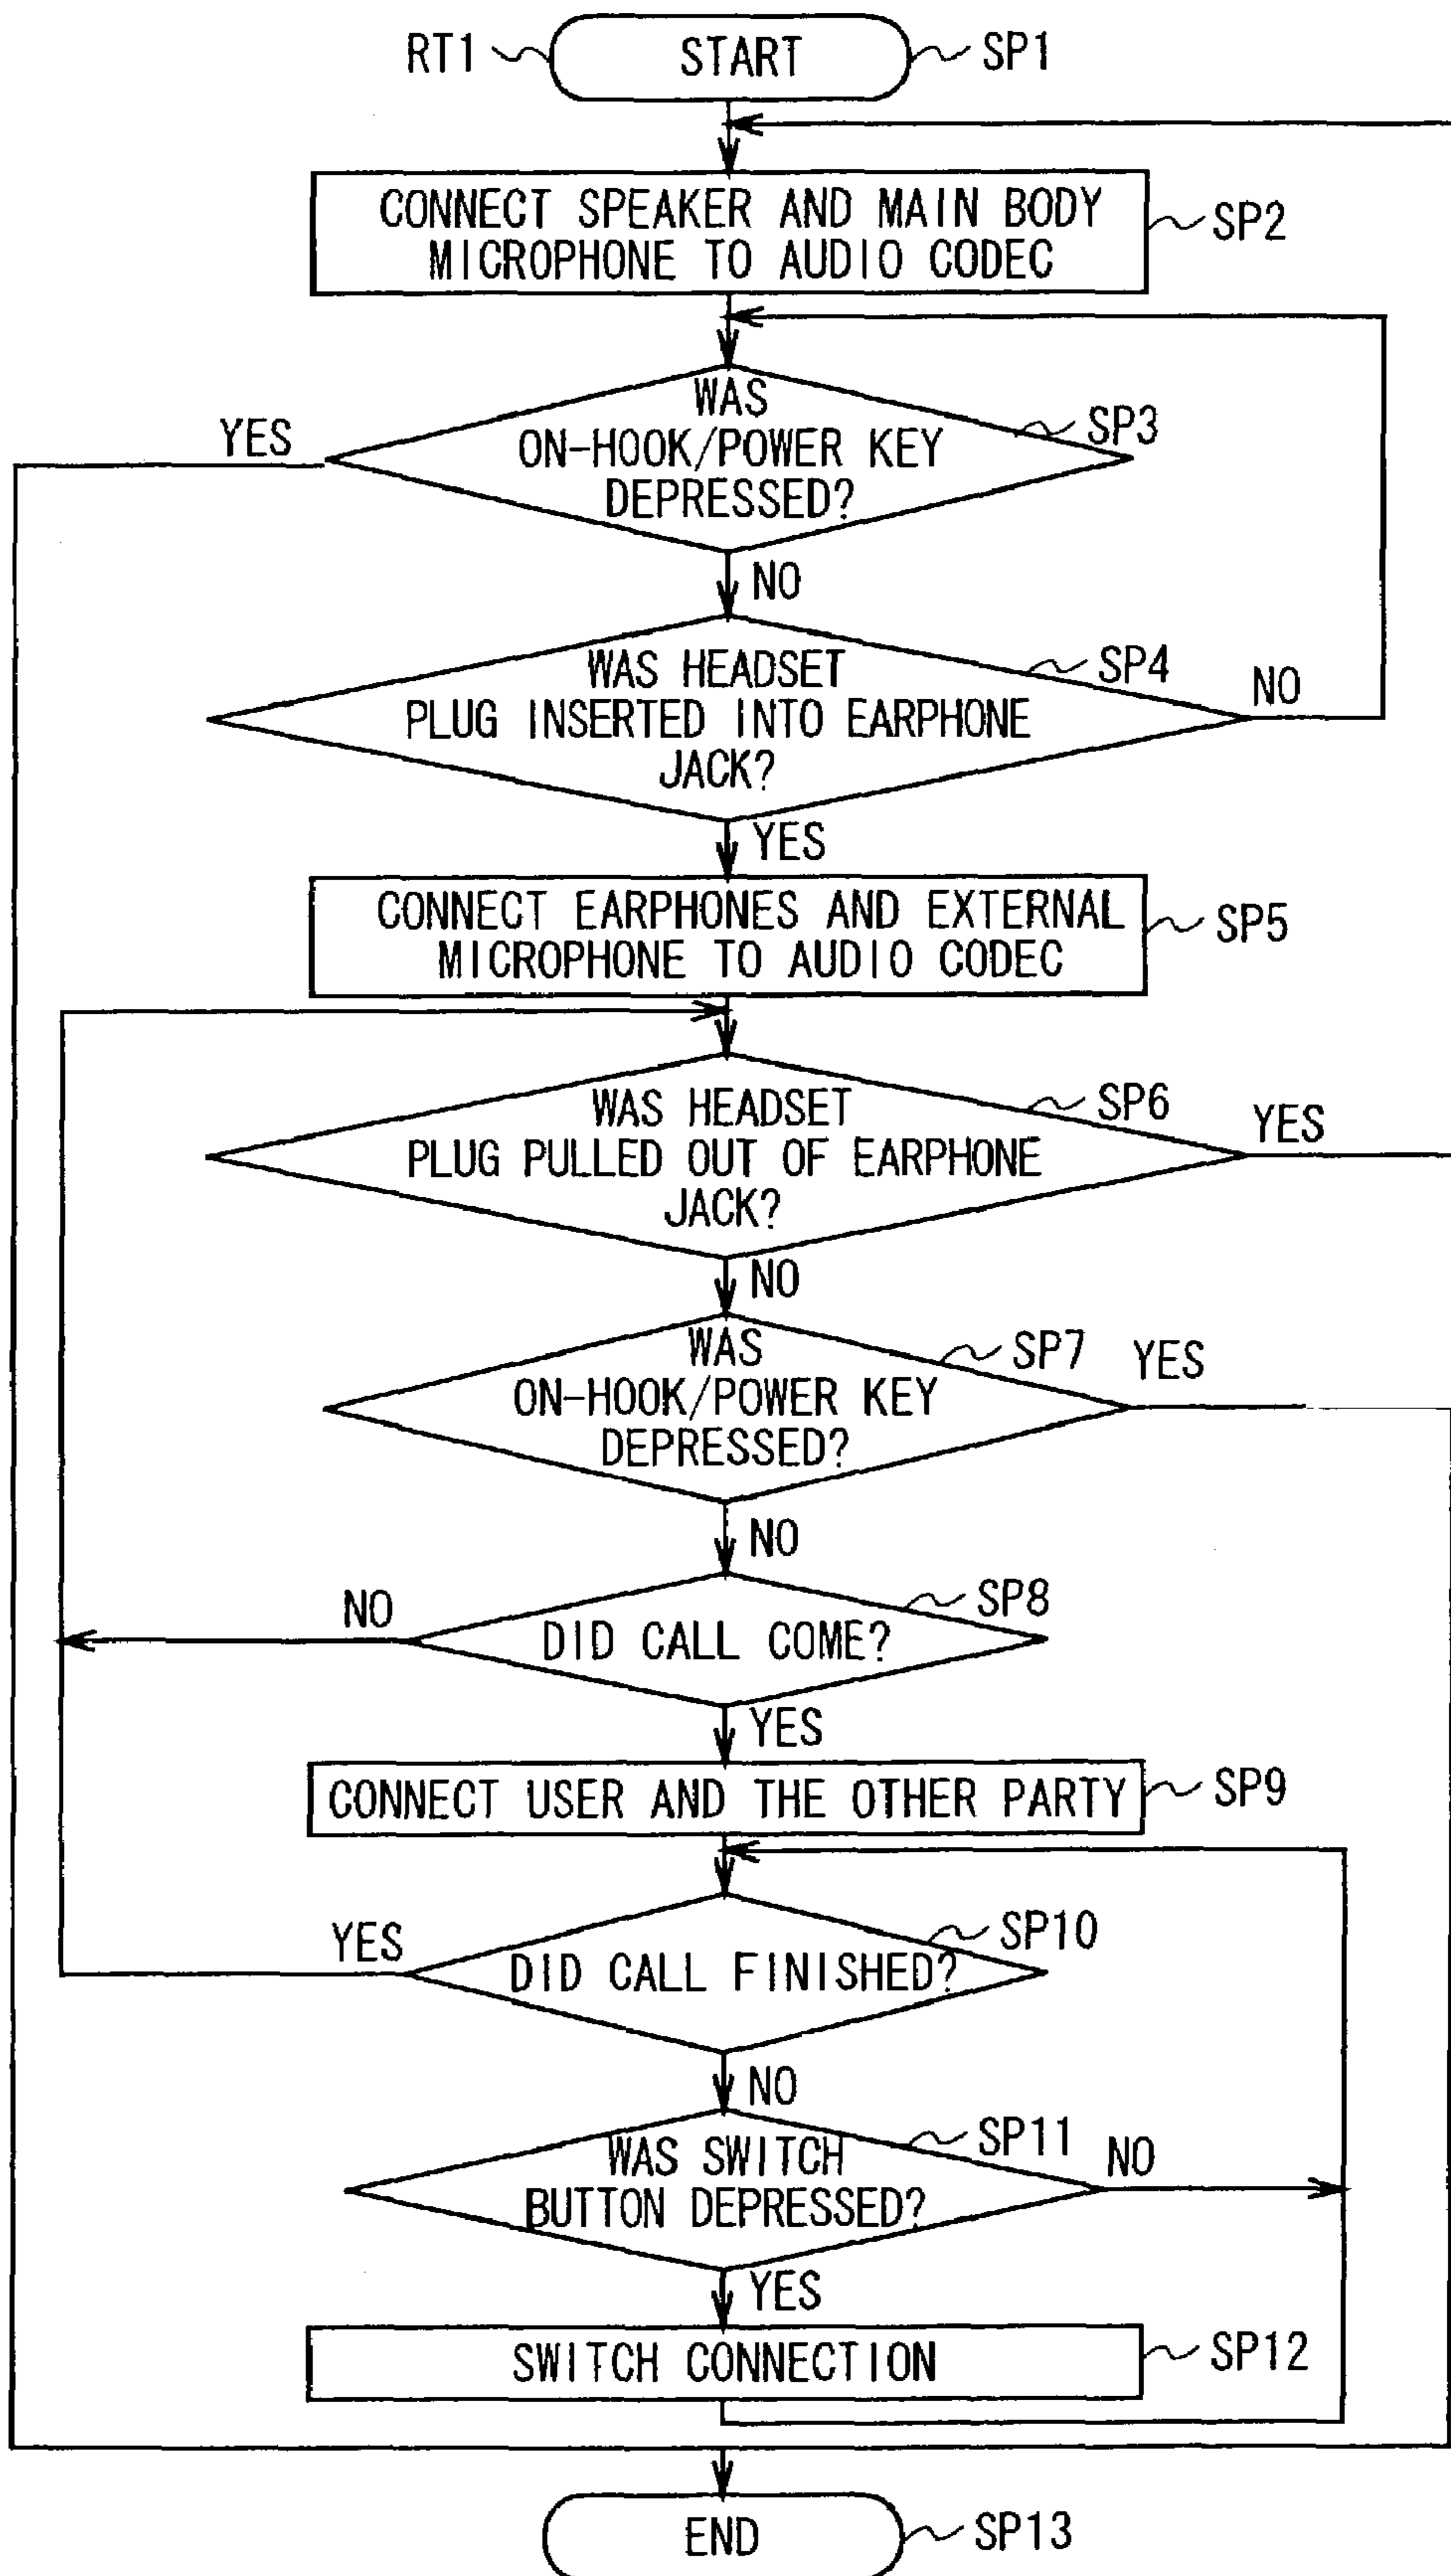 RT1
START
SP1
CONNECT SPEAKER AND MAIN BODY
MICROPHONE TO AUDIO CODEC
SP2
WAS
ON-HOOK/POWER KEY
DEPRESSED?
SP3
YES
NO
WAS HEADSET
PLUG INSERTED INTO EARPHONE
JACK?
SP4
NO
YES
CONNECT EARPHONES AND EXTERNAL
MICROPHONE TO AUDIO CODEC
SP5
WAS HEADSET
PLUG PULLED OUT OF EARPHONE
JACK?
SP6
YES
NO
WAS
ON-HOOK/POWER KEY
DEPRESSED?
SP7
YES
NO
DID CALL COME?
SP8
NO
YES
CONNECT USER AND THE OTHER PARTY
SP9
DID CALL FINISHED?
SP10
YES
NO
WAS SWITCH
BUTTON DEPRESSED?
SP11
NO
YES
SWITCH CONNECTION
SP12
END
SP13